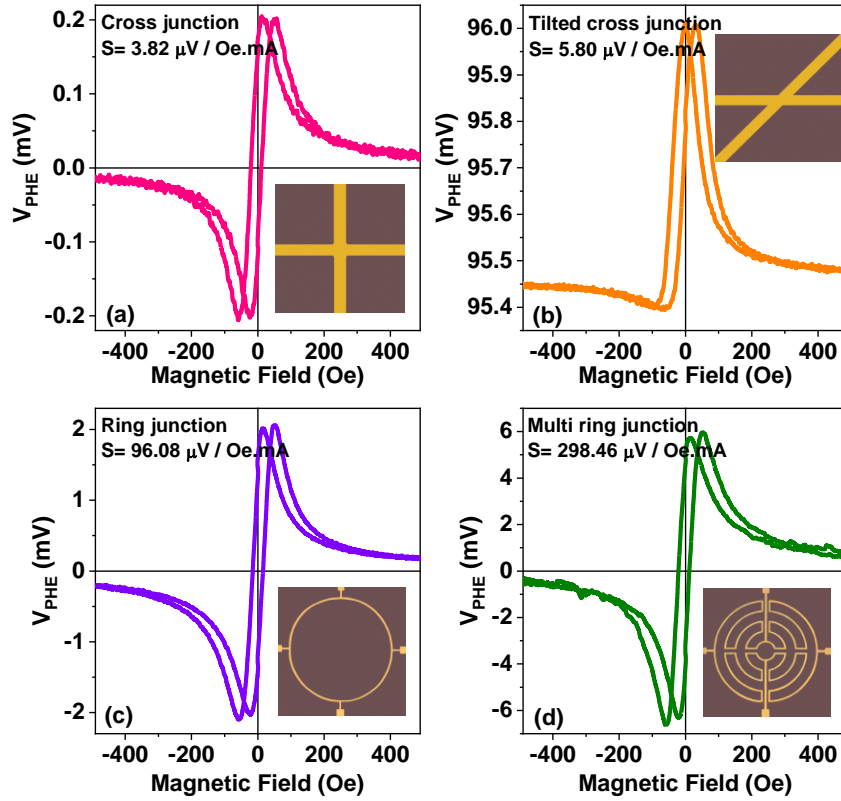 Cross junction
S= 3.82 μV / Oe.mA
0.2
0.1
0.0
-0.1
-0.2
V_PHE (mV)
(a)
-400 -200 0 200 400
Magnetic Field (Oe)
Tilted cross junction
S= 5.80 μV / Oe.mA
96.0
95.9
95.8
95.7
95.6
95.5
95.4
V_PHE (mV)
(b)
-400 -200 0 200 400
Magnetic Field (Oe)
Ring junction
S= 96.08 μV / Oe.mA
2
1
0
-1
-2
V_PHE (mV)
(c)
-400 -200 0 200 400
Magnetic Field (Oe)
Multi ring junction
S= 298.46 μV / Oe.mA
6
4
2
0
-2
-4
-6
V_PHE (mV)
(d)
-400 -200 0 200 400
Magnetic Field (Oe)